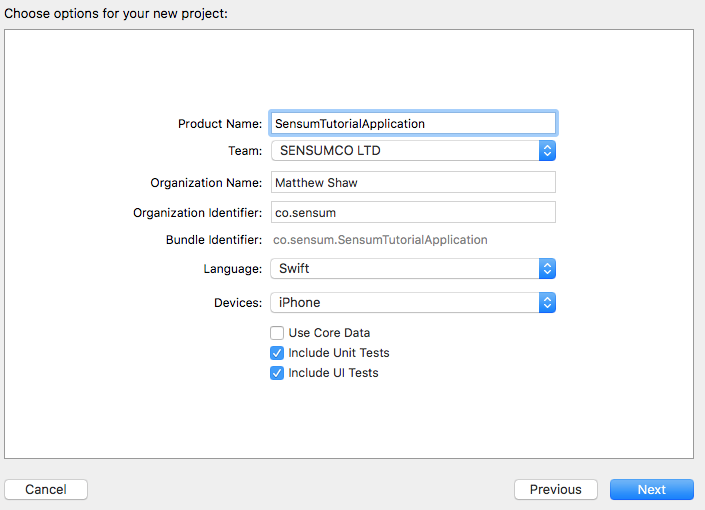 Choose options for your new project:
Product Name: SensumTutorialApplication
Team: SENSUMCO LTD
Organization Name: Matthew Shaw
Organization Identifier: co.sensum
Bundle Identifier: co.sensum.SensumTutorialApplication
Language: Swift
Devices: iPhone
Use Core Data
Include Unit Tests
Include UI Tests
Cancel Previous Next